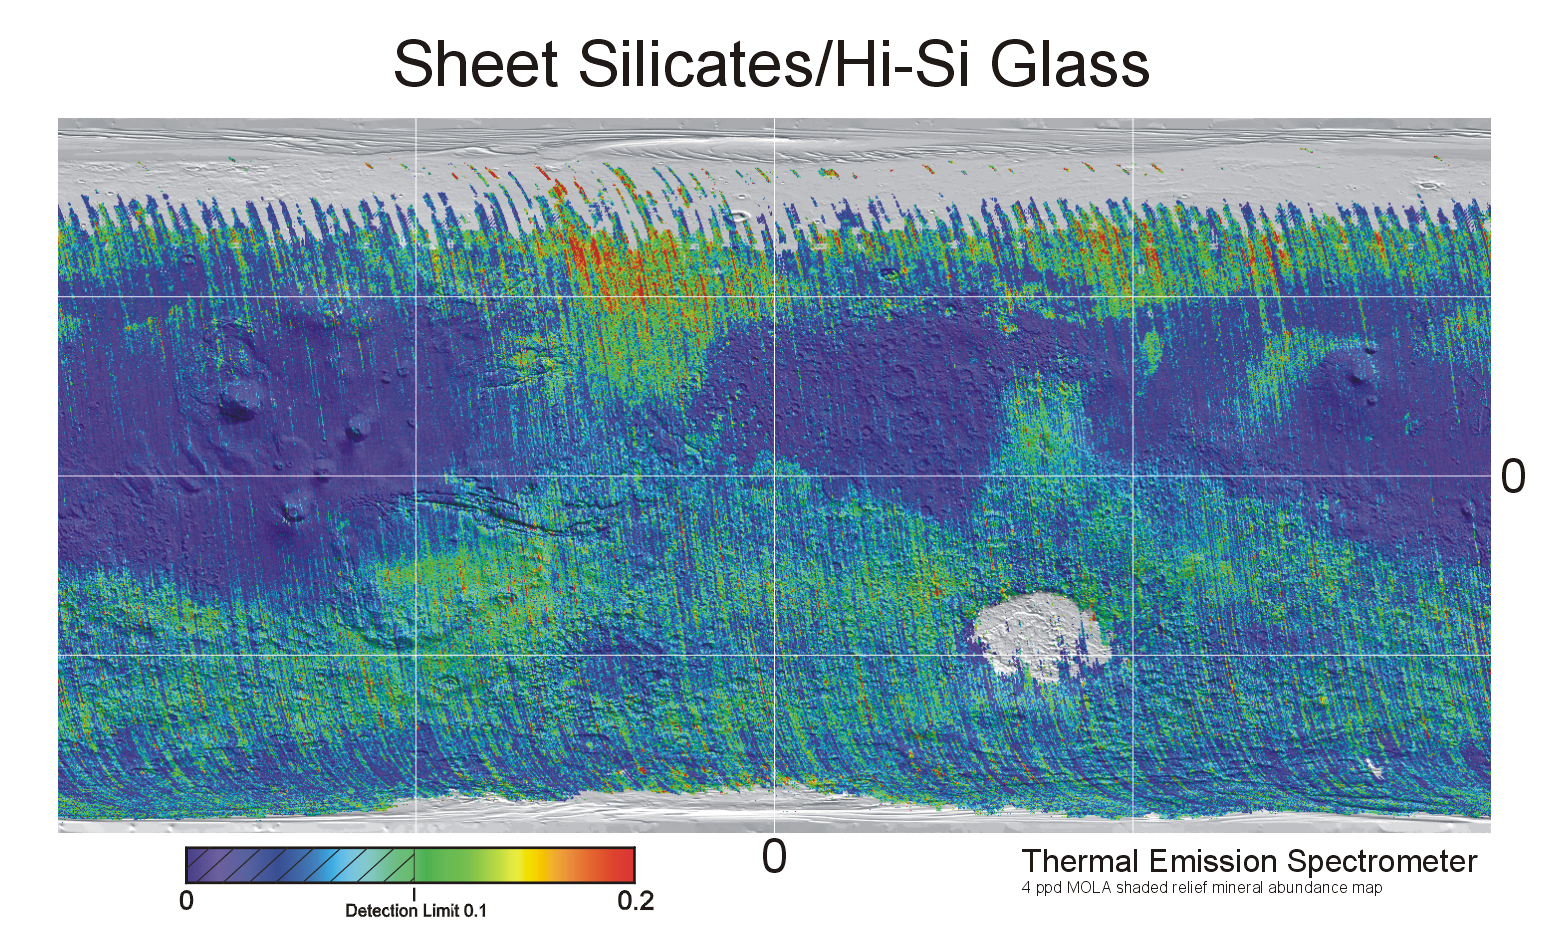 Sheet Silicates/Hi-Si Glass
0
0
Thermal Emission Spectrometer
4 ppd MOLA shaded relief mineral abundance map
0
Detection Limit 0.1
0.2